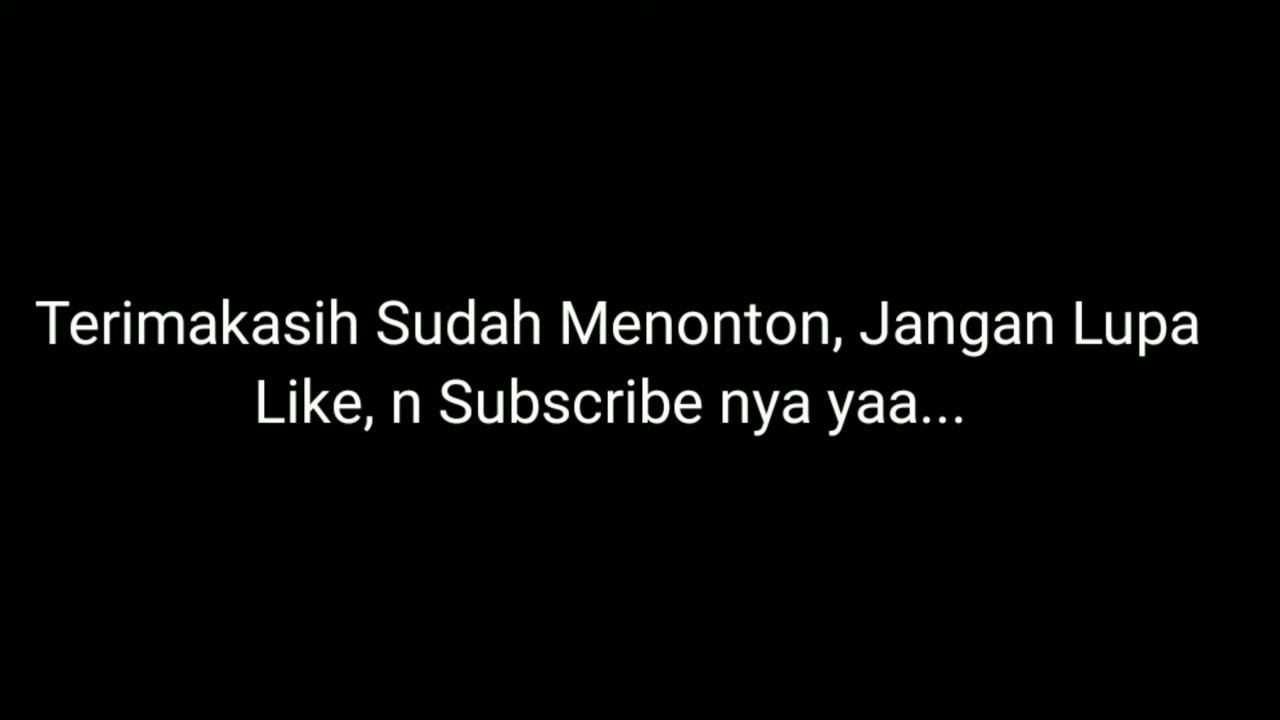 Terimakasih Sudah Menonton, Jangan Lupa
Like, n Subscribe nya yaa...